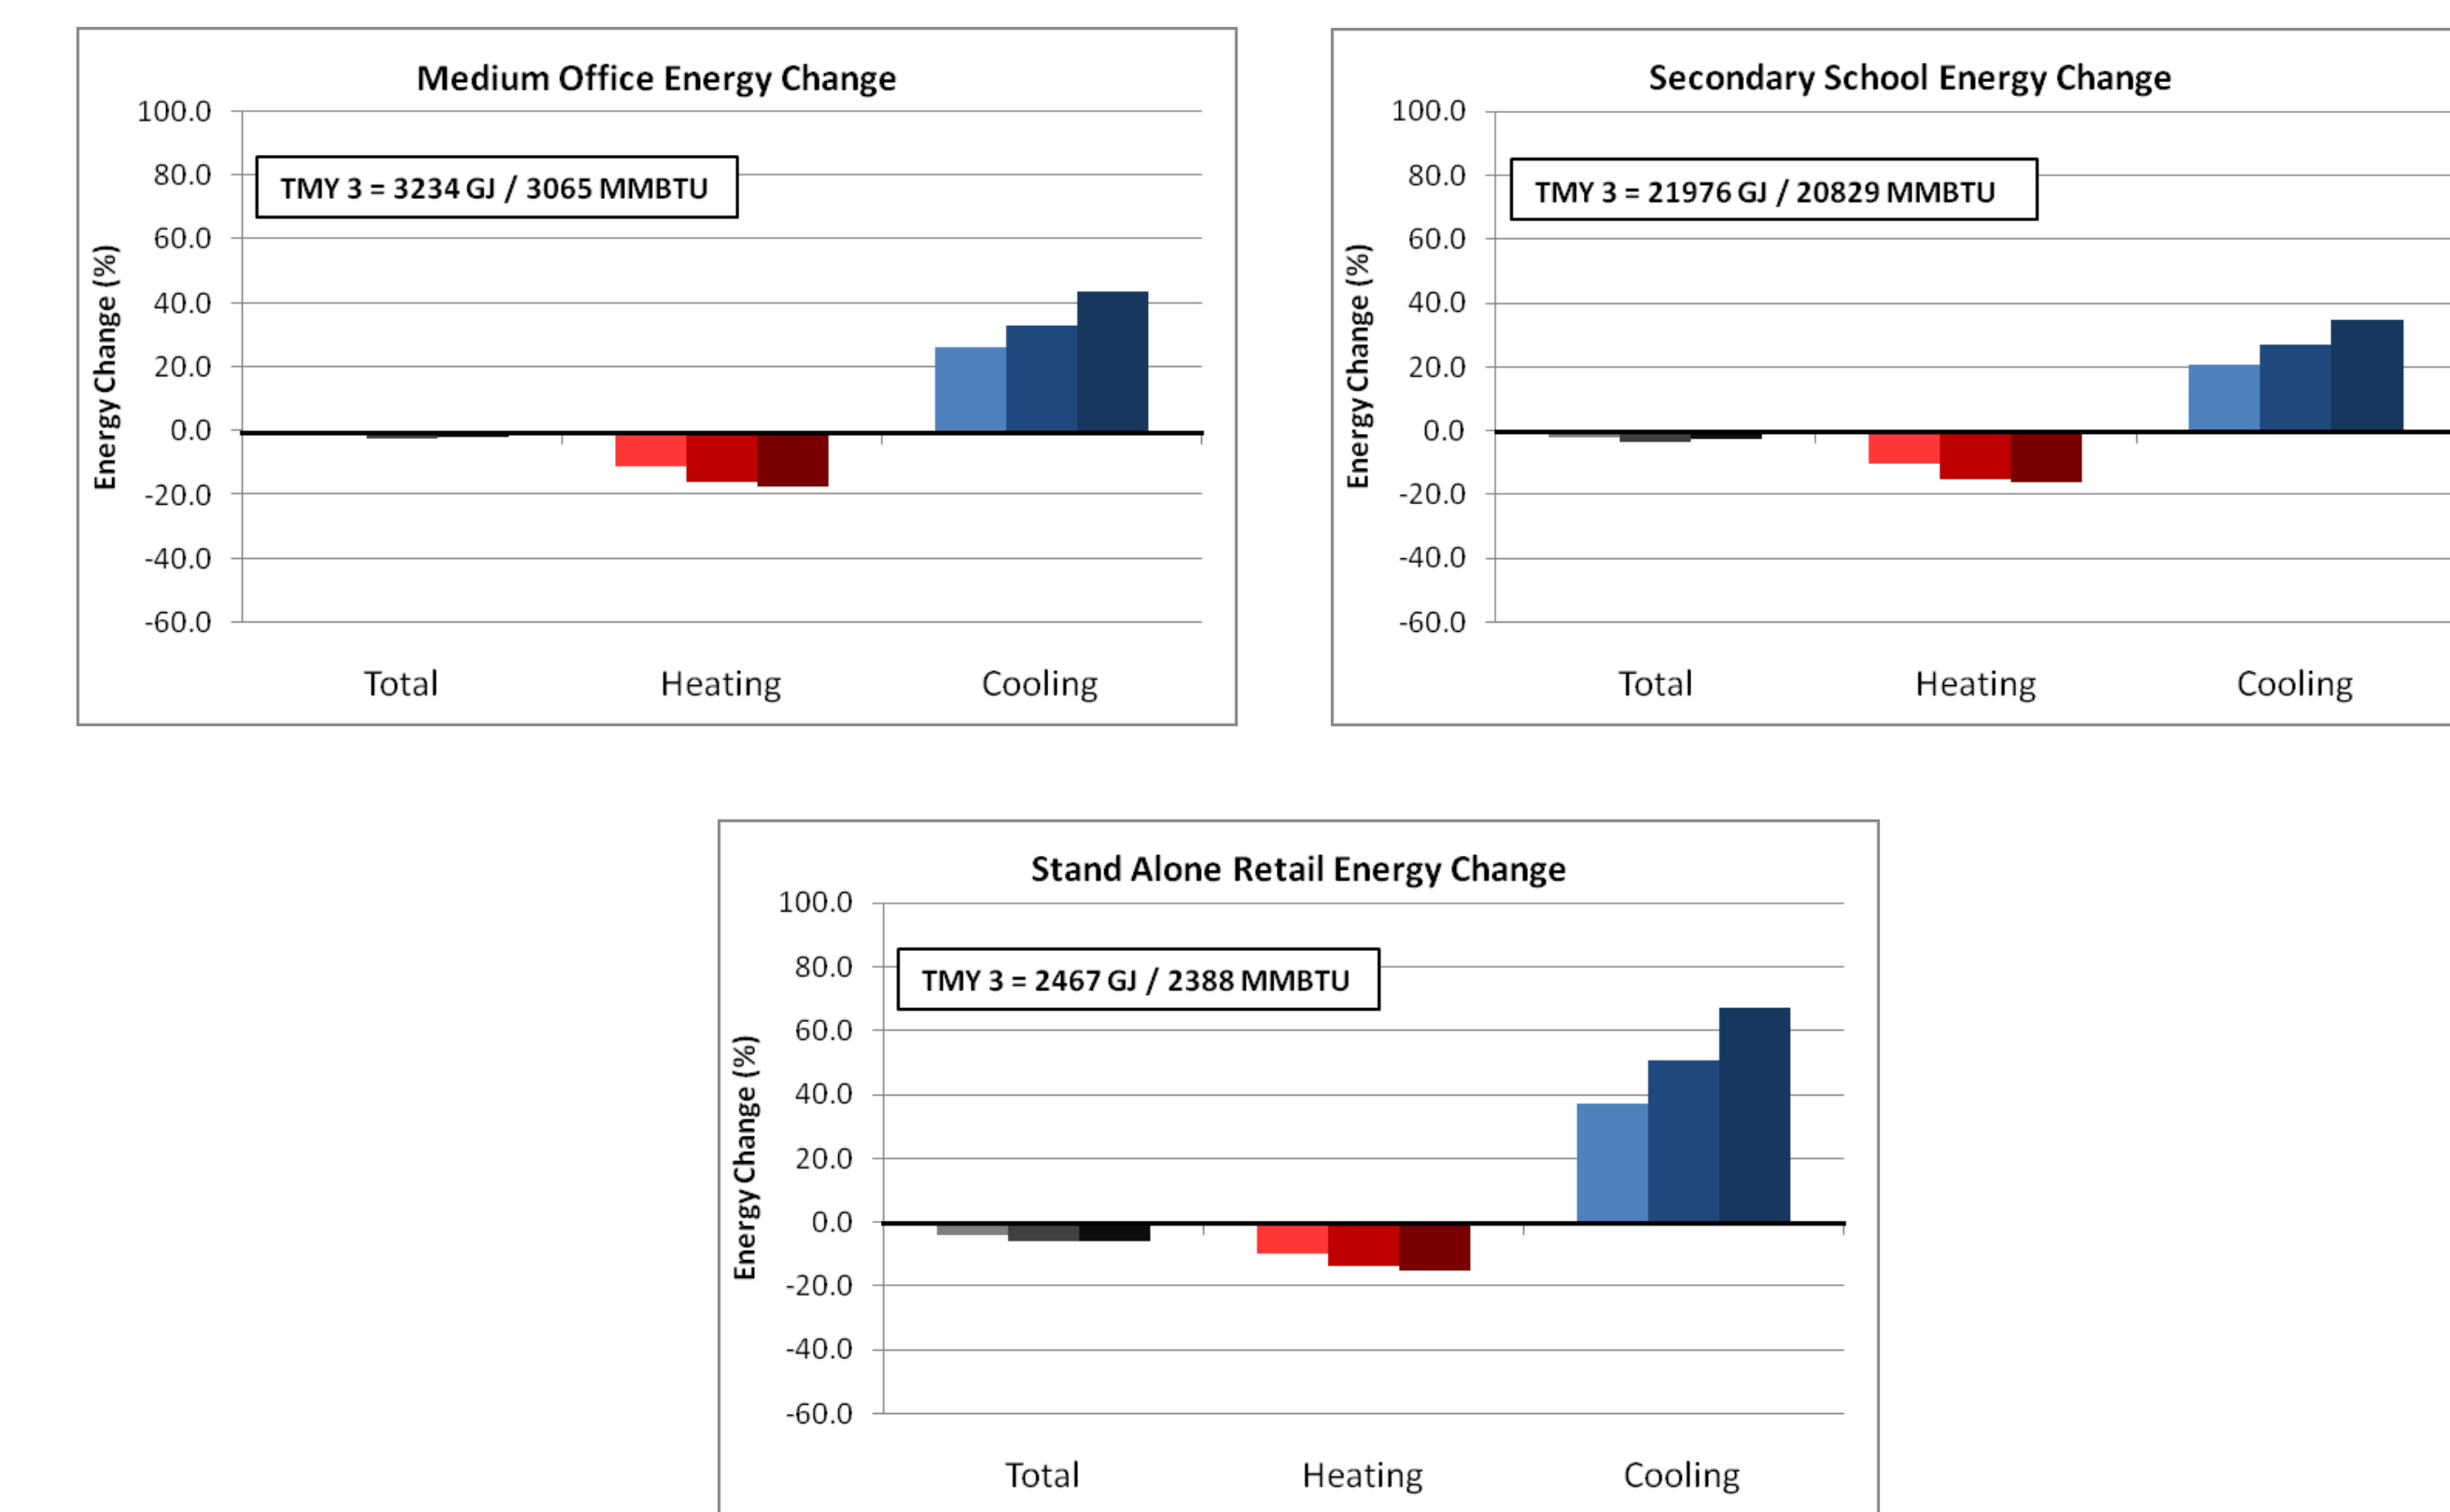 Medium Office Energy Change
100.0
80.0
60.0
40.0
20.0
0.0
-20.0
-40.0
-60.0
Energy Change (%)
TMY 3 = 3234 GJ / 3065 MMBTU
Total Heating Cooling
Secondary School Energy Change
100.0
80.0
60.0
40.0
20.0
0.0
-20.0
-40.0
-60.0
Energy Change (%)
TMY 3 = 21976 GJ / 20829 MMBTU
Total Heating Cooling
Stand Alone Retail Energy Change
100.0
80.0
60.0
40.0
20.0
0.0
-20.0
-40.0
-60.0
Energy Change (%)
TMY 3 = 2467 GJ / 2388 MMBTU
Total Heating Cooling